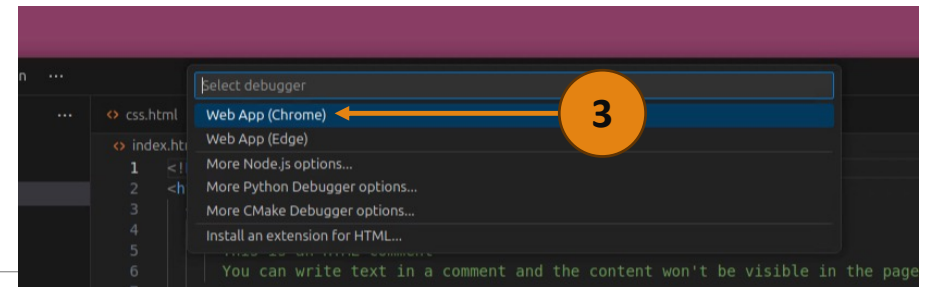 n ...
Select debugger
... css.html Web App (Chrome) 3
index.ht Web App (Edge)
1 <! More Node.js options...
2 <h More Python Debugger options...
3 More CMake Debugger options...
4 Install an extension for HTML...
5
6 You can write text in a comment and the content won't be visible in the page